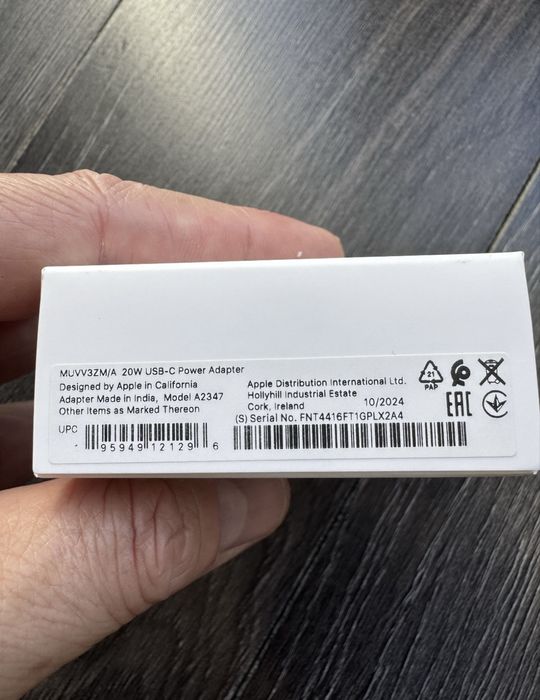 MUVV3ZM/A 20W USB-C Power Adapter
Designed by Apple in California
Adapter Made in India, Model A2347
Other Items as Marked Thereon
Apple Distribution International Ltd.
Hollyhill Industrial Estate
Cork, Ireland 10/2024
(S) Serial No. FNT4416FT1GPLX2A4
UPC
95949 12129 6
21
PAP
EAC